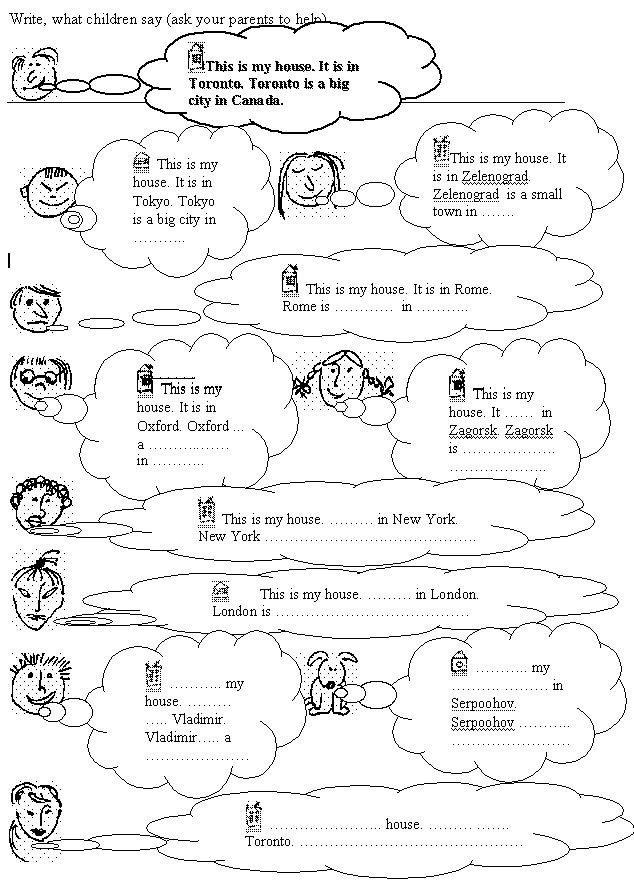 Write, what children say (ask your parents to help)
This is my house. It is in
Toronto. Toronto is a big
city in Canada.
This is my
house. It is in
Tokyo. Tokyo
is a big city in
………..
This is my house. It
is in Zelenograd.
Zelenograd is a small
town in …….
This is my house. It is in Rome.
Rome is ………… in ………..
This is my
house. It is in
Oxford. Oxford …
a ………………
in ………..
This is my
house. It …… in
Zagorsk. Zagorsk
is ………………
………………
This is my house. ………. in New York.
New York ……………………………………
This is my house. ……… in London.
London is ……………………………………
……….. my
house. ………
….. Vladimir.
Vladimir….. a
…………………
……….. my
……………… in
Serpoohov.
Serpoohov ……….
……………………
………………… house. ……………
Toronto. ………………………………………